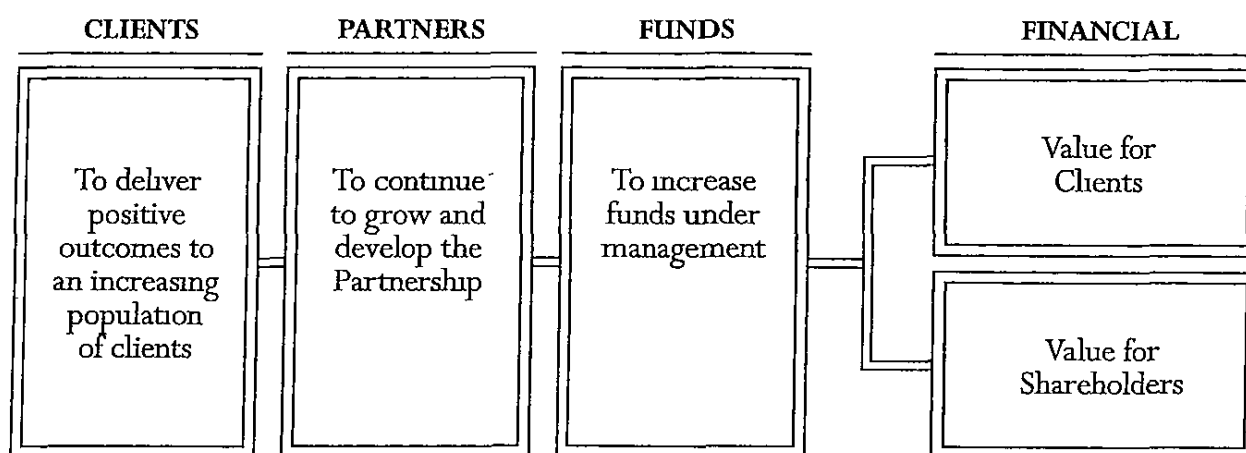 CLIENTS
PARTNERS
FUNDS
FINANCIAL
To deliver
positive
outcomes to
an increasing
population
of clients
To continue
to grow and
develop the
Partnership
To increase
funds under
management
Value for
Clients
Value for
Shareholders